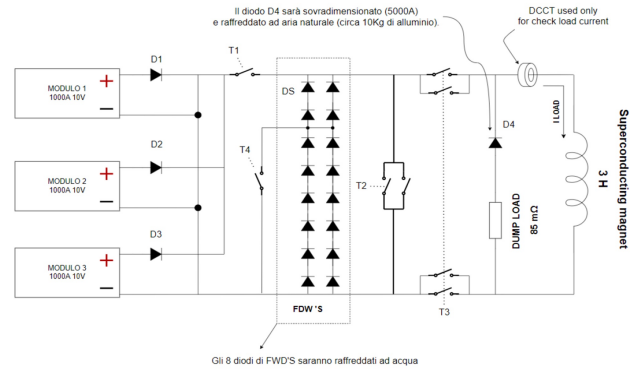 Il diodo D4 sarà sovradimensionato (5000A)
e raffreddato ad aria naturale (circa 10Kg di alluminio).
DCCT used only
for check load current
D1
T1
MODULO 1
1000A 10V
+
−
DS
I LOAD
D4
D2
T4
MODULO 2
1000A 10V
+
−
T2
DUMP LOAD
85 mΩ
Superconducting magnet
3 H
D3
MODULO 3
1000A 10V
+
−
FDW 'S
T3
Gli 8 diodi di FWD'S saranno raffreddati ad acqua